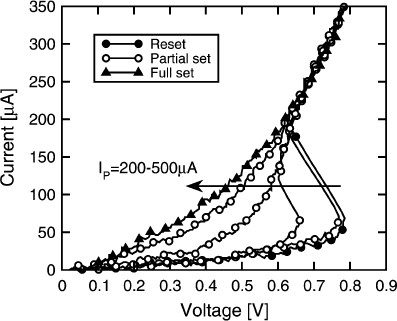 350
300
250
200
150
100
50
0
Current [μA]
Reset
Partial set
Full set
I_P=200-500μA
0 0.1 0.2 0.3 0.4 0.5 0.6 0.7 0.8 0.9
Voltage [V]